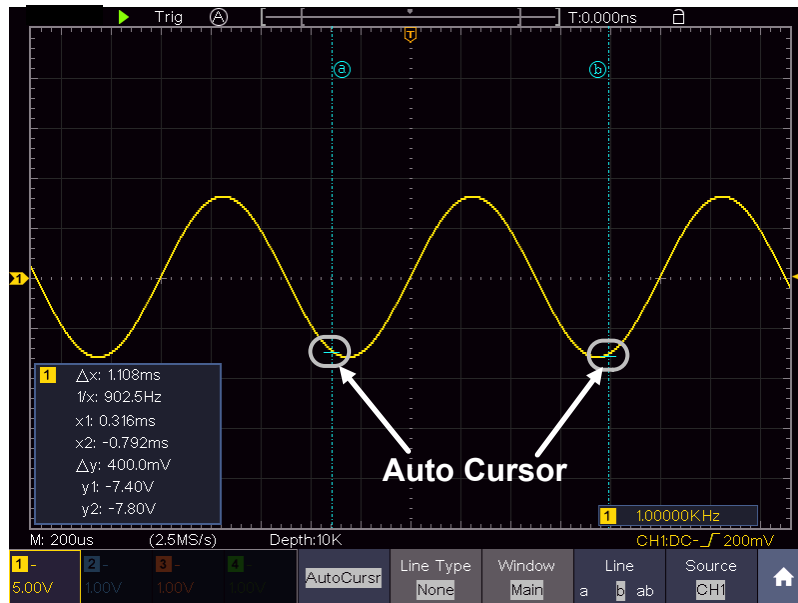 Trig Ⓐ T:0.000ns
T
ⓐ ⓑ
1
1 △x: 1.108ms
1/x: 902.5Hz
x1: 0.316ms
x2: -0.792ms
△y: 400.0mV
y1: -7.40V
y2: -7.80V
Auto Cursor
1 1.00000KHz
M: 200us (2.5MS/s) Depth:10K CH1:DC- 200mV
1 - 2 - 3 - 4 - AutoCursr Line Type Window Line Source
5.00V 1.00V 1.00V 1.00V None Main a b ab CH1